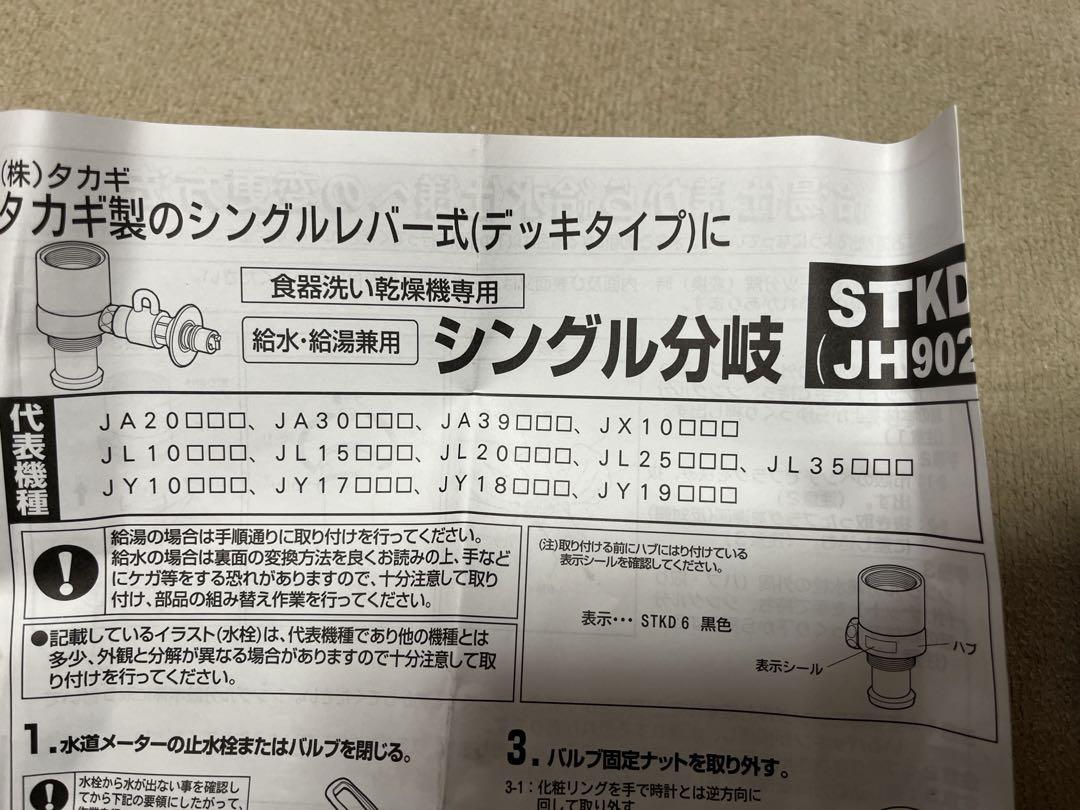 (株)タカギ
タカギ製のシングルレバー式(デッキタイプ)に
食器洗い乾燥機専用
給水・給湯兼用
シングル分岐
STKD
(JH902
代表機種
JA20□□□、JA30□□□、JA39□□□、JX10□□□
JL10□□□、JL15□□□、JL20□□□、JL25□□□、JL35□□□
JY10□□□、JY17□□□、JY18□□□、JY19□□□
給湯の場合は手順通りに取り付けを行ってください。
給水の場合は裏面の変換方法を良くお読みの上、手など
にケガ等をする恐れがありますので、十分注意して取り
付け、部品の組み替え作業を行ってください。
●記載しているイラスト(水栓)は、代表機種であり他の機種とは
多少、外観と分解が異なる場合がありますので十分注意して取
り付けを行ってください。
(注)取り付ける前にハブにはり付けている
表示シールを確認してください。
表示･･･ STKD6 黒色
ハブ
表示シール
1.水道メーターの止水栓またはバルブを閉じる。
水栓から水が出ない事を確認し
てから下記の要領にしたがって、
3.バルブ固定ナットを取り外す。
3-1：化粧リングを手で時計とは逆方向に
回して取り外す